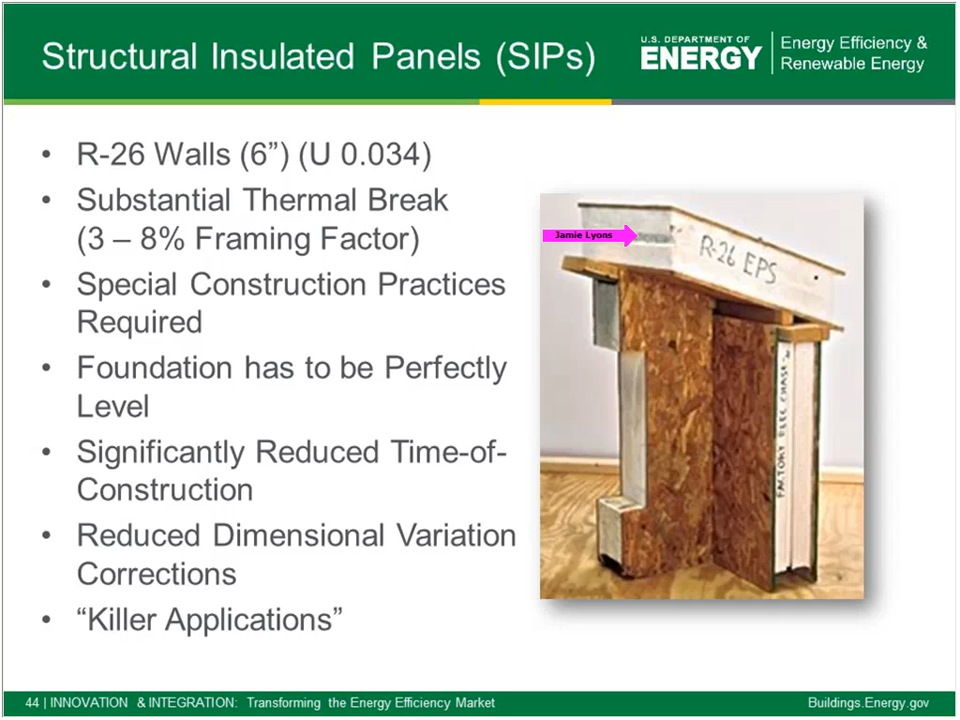 Structural Insulated Panels (SIPs)
U.S. DEPARTMENT OF
ENERGY
Energy Efficiency &
Renewable Energy
• R-26 Walls (6”) (U 0.034)
• Substantial Thermal Break
(3 – 8% Framing Factor)
• Special Construction Practices
Required
• Foundation has to be Perfectly
Level
• Significantly Reduced Time-of-
Construction
• Reduced Dimensional Variation
Corrections
• “Killer Applications”
Jamie Lyons
R-26 EPS
FACTORY ELEC CHASE
44 | INNOVATION & INTEGRATION: Transforming the Energy Efficiency Market
Buildings.Energy.gov